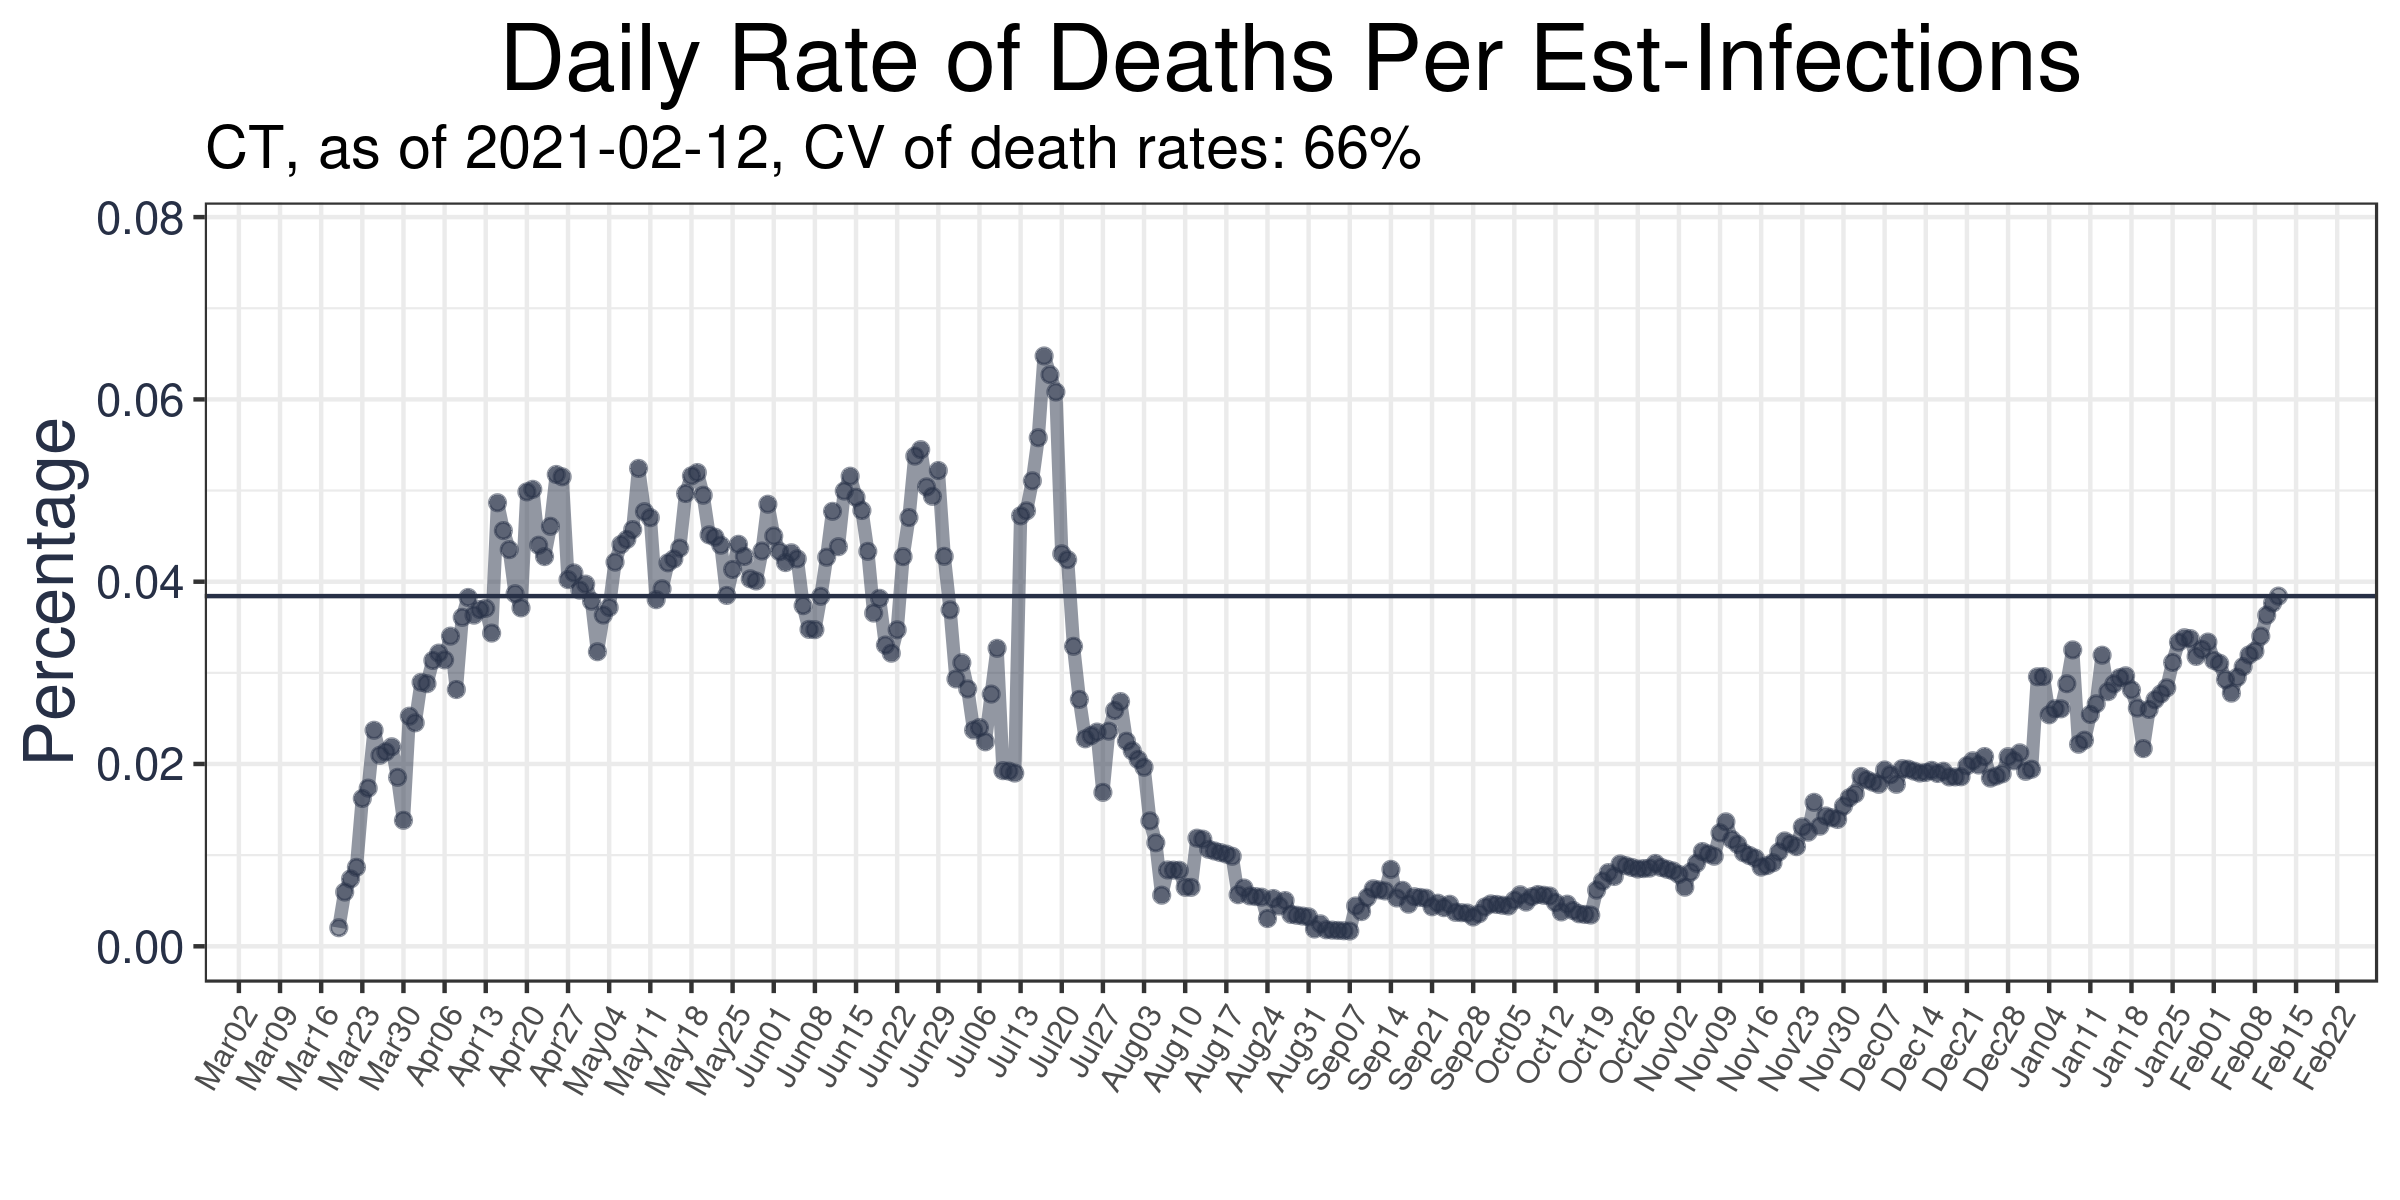 Daily Rate of Deaths Per Est-Infections
CT, as of 2021-02-12, CV of death rates: 66%
Percentage
0.08
0.06
0.04
0.02
0.00
Mar02
Mar09
Mar16
Mar23
Mar30
Apr06
Apr13
Apr20
Apr27
May04
May11
May18
May25
Jun01
Jun08
Jun15
Jun22
Jun29
Jul06
Jul13
Jul20
Jul27
Aug03
Aug10
Aug17
Aug24
Aug31
Sep07
Sep14
Sep21
Sep28
Oct05
Oct12
Oct19
Oct26
Nov02
Nov09
Nov16
Nov23
Nov30
Dec07
Dec14
Dec21
Dec28
Jan04
Jan11
Jan18
Jan25
Feb01
Feb08
Feb15
Feb22